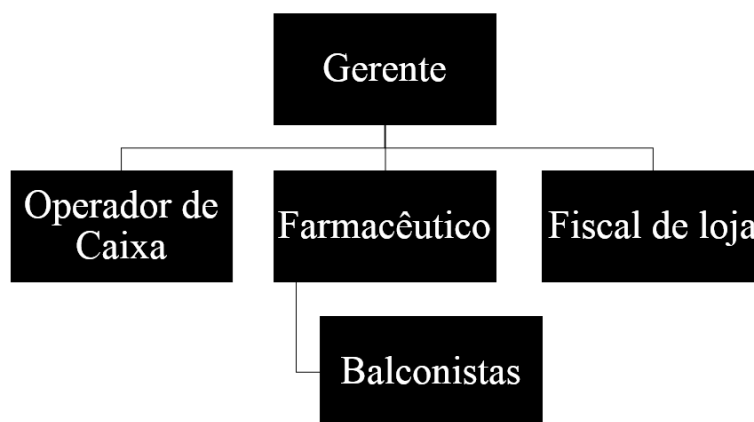 Gerente
Operador de
Caixa
Farmacêutico
Fiscal de loja
Balconistas